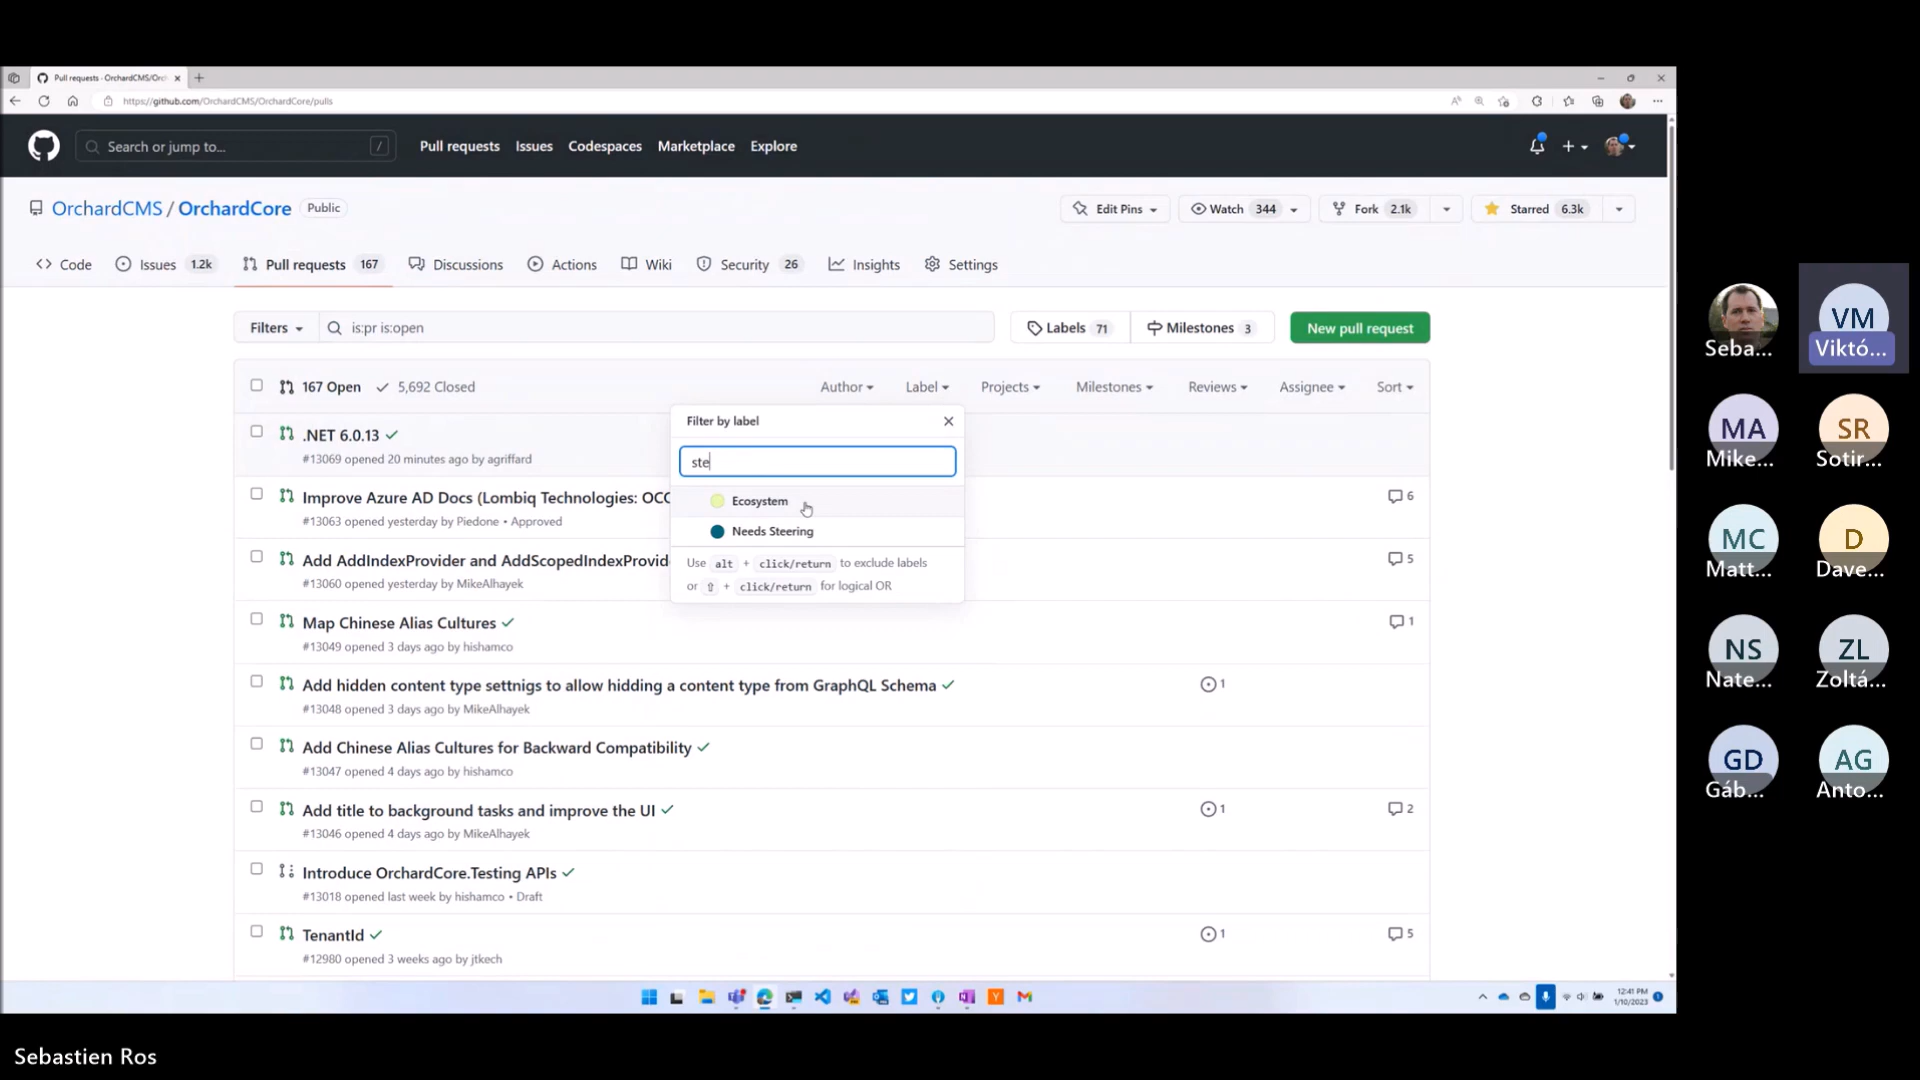 Pull requests - OrchardCMS/Orc
https://github.com/OrchardCMS/OrchardCore/pulls
Search or jump to... /
Pull requests Issues Codespaces Marketplace Explore
OrchardCMS / OrchardCore Public
Edit Pins Watch 344 Fork 2.1k Starred 6.3k
Code Issues 1.2k Pull requests 167 Discussions Actions Wiki Security 26 Insights Settings
Filters is:pr is:open Labels 71 Milestones 3 New pull request
167 Open 5,692 Closed Author Label Projects Milestones Reviews Assignee Sort
Filter by label
ste
Ecosystem
Needs Steering
Use alt + click/return to exclude labels
or ⇧ + click/return for logical OR
.NET 6.0.13
#13069 opened 20 minutes ago by agriffard
Improve Azure AD Docs (Lombiq Technologies: OCC 6
#13063 opened yesterday by Piedone • Approved
Add AddIndexProvider and AddScopedIndexProvide 5
#13060 opened yesterday by MikeAlhayek
Map Chinese Alias Cultures 1
#13049 opened 3 days ago by hishamco
Add hidden content type settnigs to allow hidding a content type from GraphQL Schema 1
#13048 opened 3 days ago by MikeAlhayek
Add Chinese Alias Cultures for Backward Compatibility
#13047 opened 4 days ago by hishamco
Add title to background tasks and improve the UI 1 2
#13046 opened 4 days ago by MikeAlhayek
Introduce OrchardCore.Testing APIs
#13018 opened last week by hishamco • Draft
TenantId 1 5
#12980 opened 3 weeks ago by jtkech
12:41 PM
1/10/2023
Seba...
VM
Viktó...
MA
Mike...
SR
Sotir...
MC
Matt...
D
Dave...
NS
Nate...
ZL
Zoltá...
GD
Gáb...
AG
Anto...
Sebastien Ros